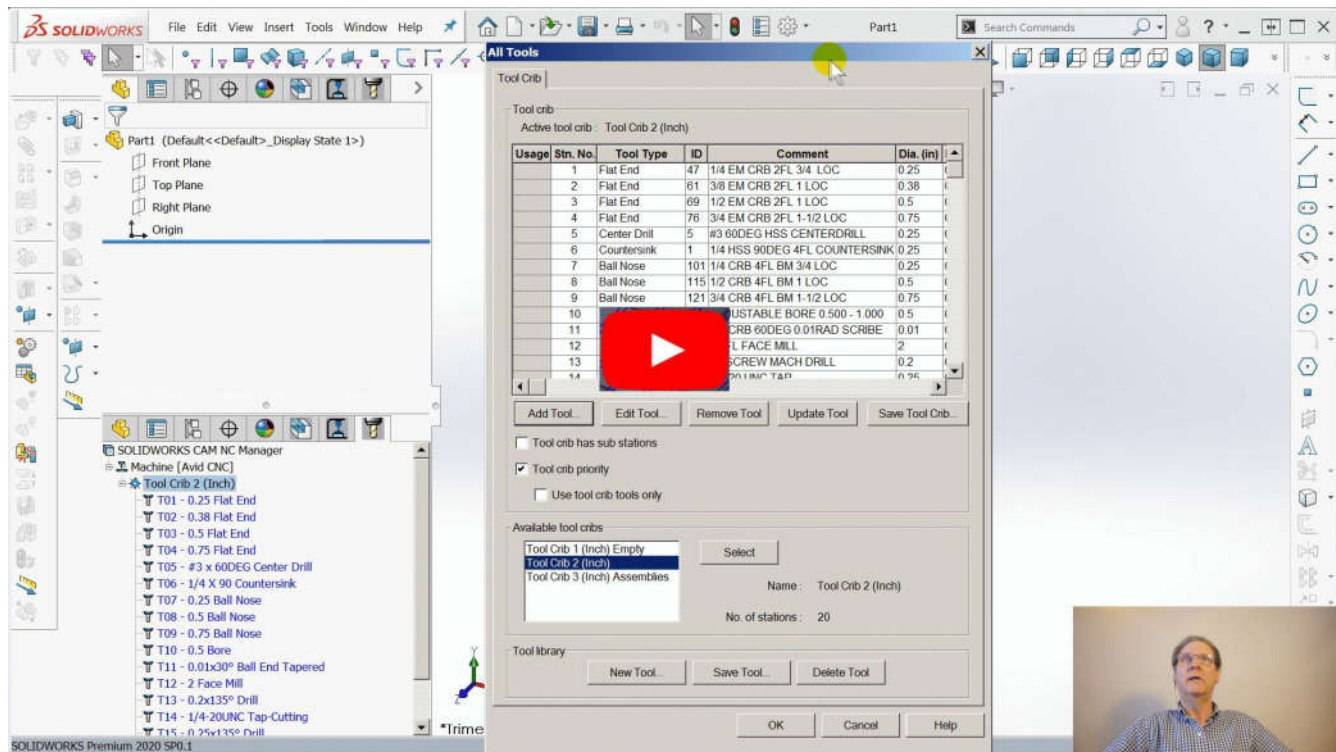 SOLIDWORKS File Edit View Insert Tools Window Help Part1 Search Commands ?
Part1 (Default<<Default>_Display State 1>)
Front Plane
Top Plane
Right Plane
Origin
All Tools
Tool Crib
Tool crib
Active tool crib : Tool Crib 2 (Inch)
Usage Stn. No. Tool Type ID Comment Dia. (in)
1 Flat End 47 1/4 EM CRB 2FL 3/4 LOC 0.25
2 Flat End 61 3/8 EM CRB 2FL 1 LOC 0.38
3 Flat End 69 1/2 EM CRB 2FL 1 LOC 0.5
4 Flat End 76 3/4 EM CRB 2FL 1-1/2 LOC 0.75
5 Center Drill 5 #3 60DEG HSS CENTERDRILL 0.25
6 Countersink 1 1/4 HSS 90DEG 4FL COUNTERSINK 0.25
7 Ball Nose 101 1/4 CRB 4FL BM 3/4 LOC 0.25
8 Ball Nose 115 1/2 CRB 4FL BM 1 LOC 0.5
9 Ball Nose 121 3/4 CRB 4FL BM 1-1/2 LOC 0.75
10 USTABLE BORE 0.500 - 1.000 0.5
11 CRB 60DEG 0.01RAD SCRIBE 0.01
12 FL FACE MILL 2
13 SCREW MACH DRILL 0.2
14 20 UNC TAP 0.25
Add Tool... Edit Tool... Remove Tool Update Tool Save Tool Crib...
Tool crib has sub stations
Tool crib priority
Use tool crib tools only
Available tool cribs
Tool Crib 1 (Inch) Empty
Tool Crib 2 (Inch)
Tool Crib 3 (Inch) Assemblies
Select
Name : Tool Crib 2 (Inch)
No. of stations : 20
Tool library
New Tool... Save Tool... Delete Tool
OK Cancel Help
SOLIDWORKS CAM NC Manager
Machine [Avid CNC]
Tool Crib 2 (Inch)
T01 - 0.25 Flat End
T02 - 0.38 Flat End
T03 - 0.5 Flat End
T04 - 0.75 Flat End
T05 - #3 x 60DEG Center Drill
T06 - 1/4 X 90 Countersink
T07 - 0.25 Ball Nose
T08 - 0.5 Ball Nose
T09 - 0.75 Ball Nose
T10 - 0.5 Bore
T11 - 0.01x30° Ball End Tapered
T12 - 2 Face Mill
T13 - 0.2x135° Drill
T14 - 1/4-20UNC Tap-Cutting
T15 - 0.25x135° Drill
Y
Z
*Trime
SOLIDWORKS Premium 2020 SP0.1